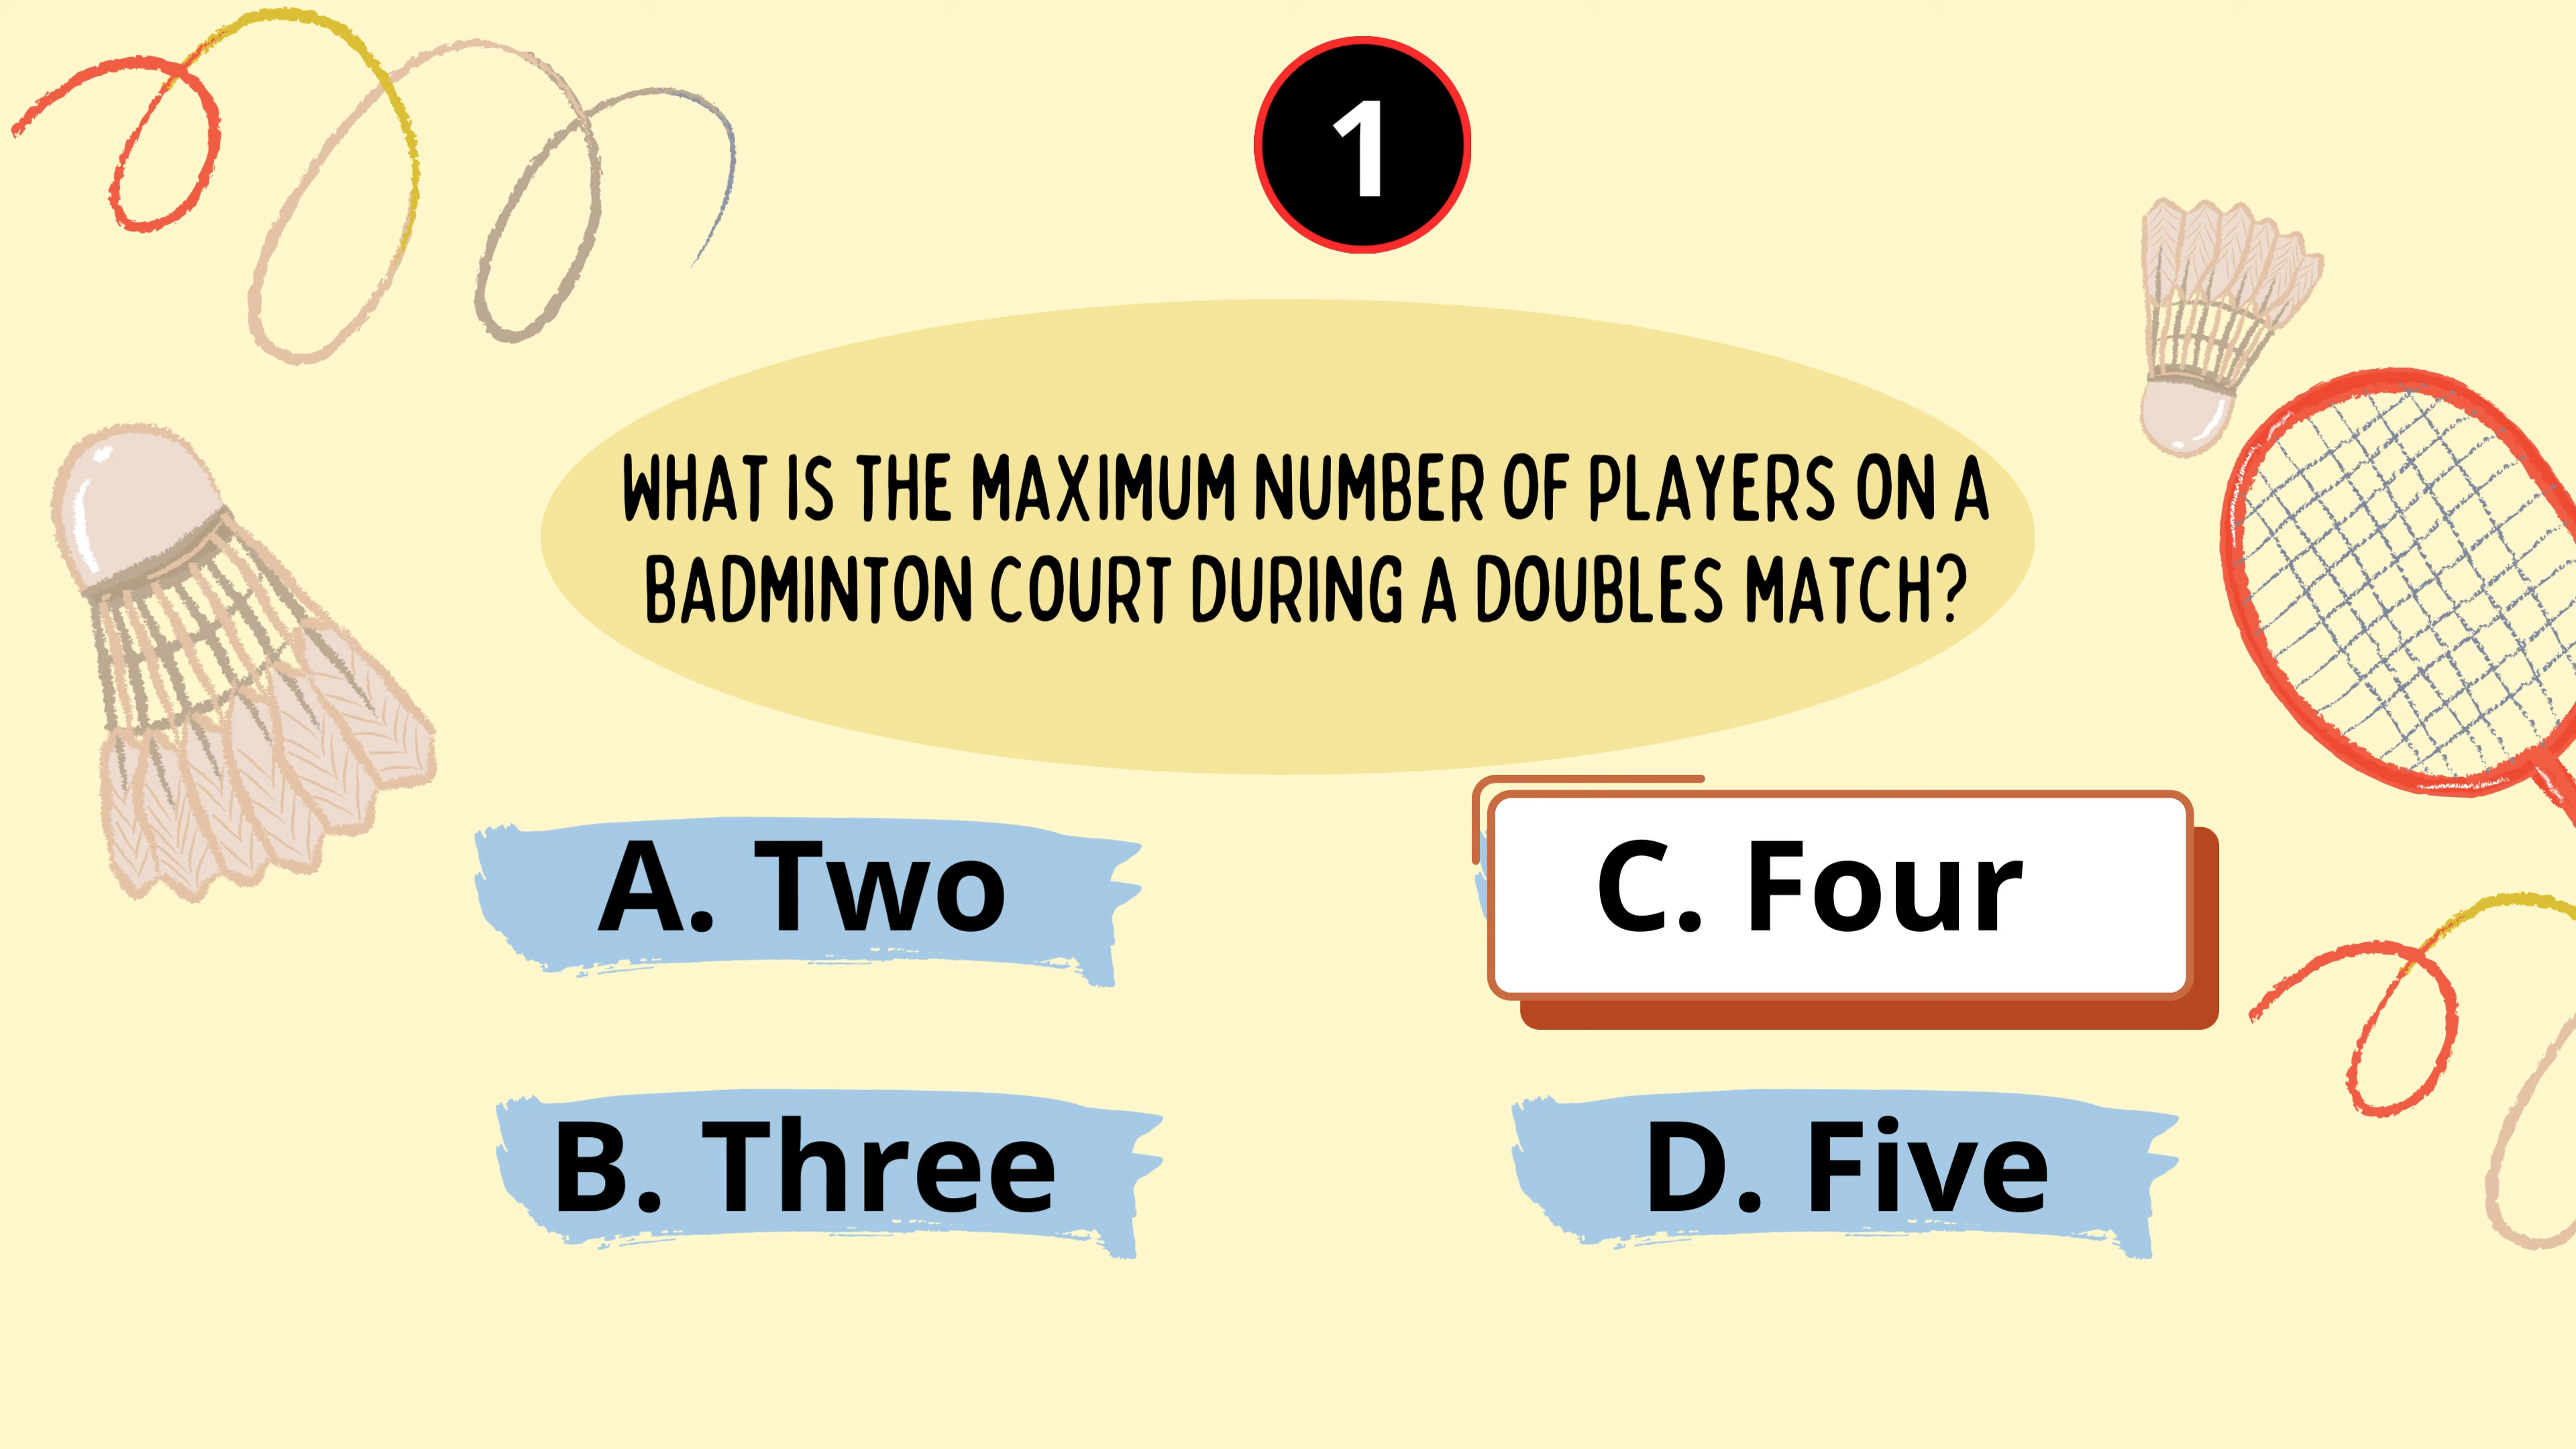 1
WHAT IS THE MAXIMUM NUMBER OF PLAYERS ON A
BADMINTON COURT DURING A DOUBLES MATCH?
A. Two
C. Four
B. Three
D. Five